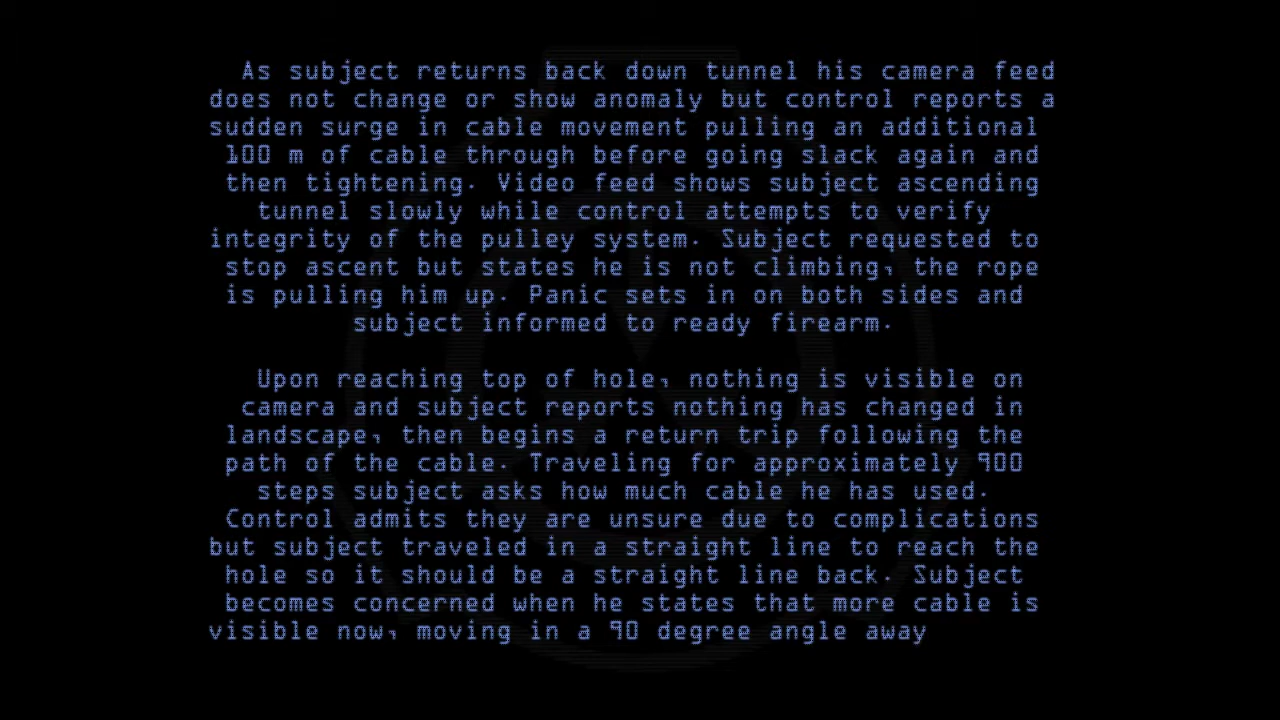 As subject returns back down tunnel his camera feed
does not change or show anomaly but control reports a
sudden surge in cable movement pulling an additional
100 m of cable through before going slack again and
then tightening. Video feed shows subject ascending
tunnel slowly while control attempts to verify
integrity of the pulley system. Subject requested to
stop ascent but states he is not climbing, the rope
is pulling him up. Panic sets in on both sides and
subject informed to ready firearm.
Upon reaching top of hole, nothing is visible on
camera and subject reports nothing has changed in
landscape, then begins a return trip following the
path of the cable. Traveling for approximately 900
steps subject asks how much cable he has used.
Control admits they are unsure due to complications
but subject traveled in a straight line to reach the
hole so it should be a straight line back. Subject
becomes concerned when he states that more cable is
visible now, moving in a 90 degree angle away